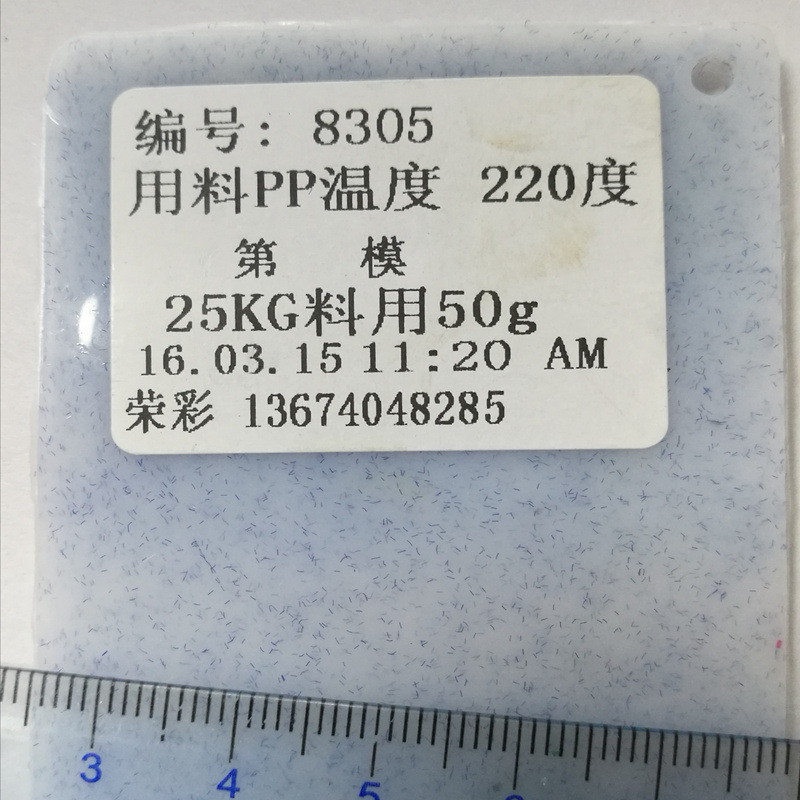 编号: 8305
用料PP温度 220度
第 模
25KG料用50g
16.03.15 11:20 AM
荣彩 13674048285
3 4 5